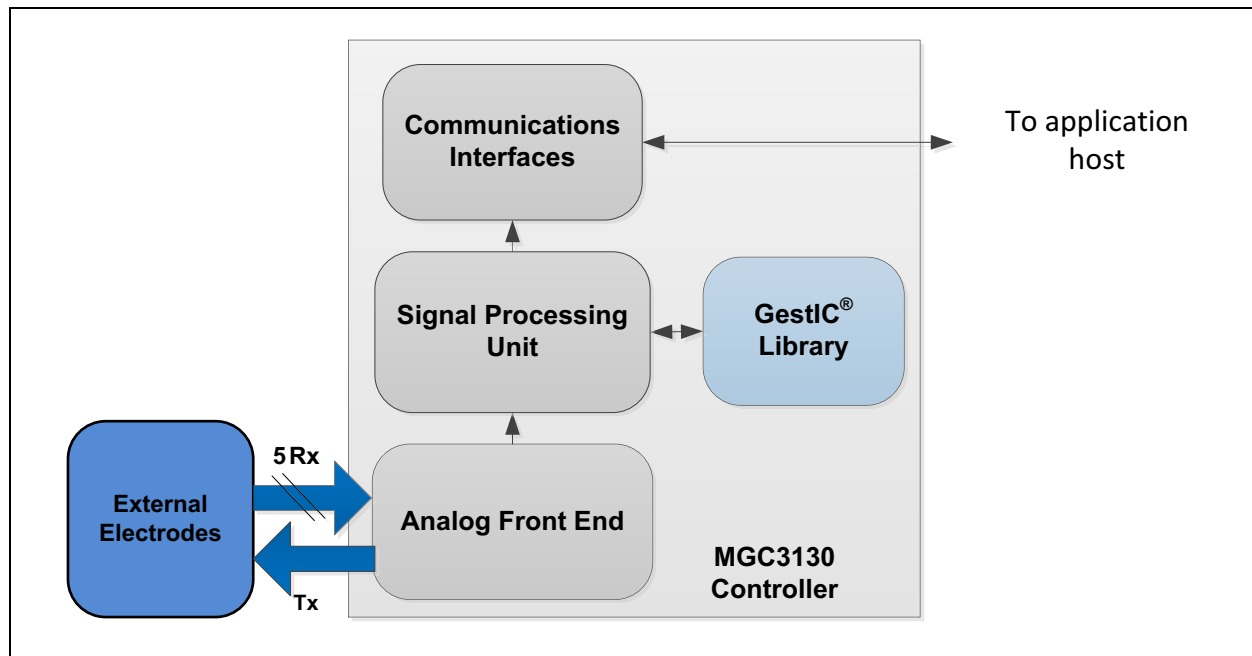 Communications
Interfaces
To application
host
Signal Processing
Unit
GestIC®
Library
5 Rx
External
Electrodes
Analog Front End
Tx
MGC3130
Controller